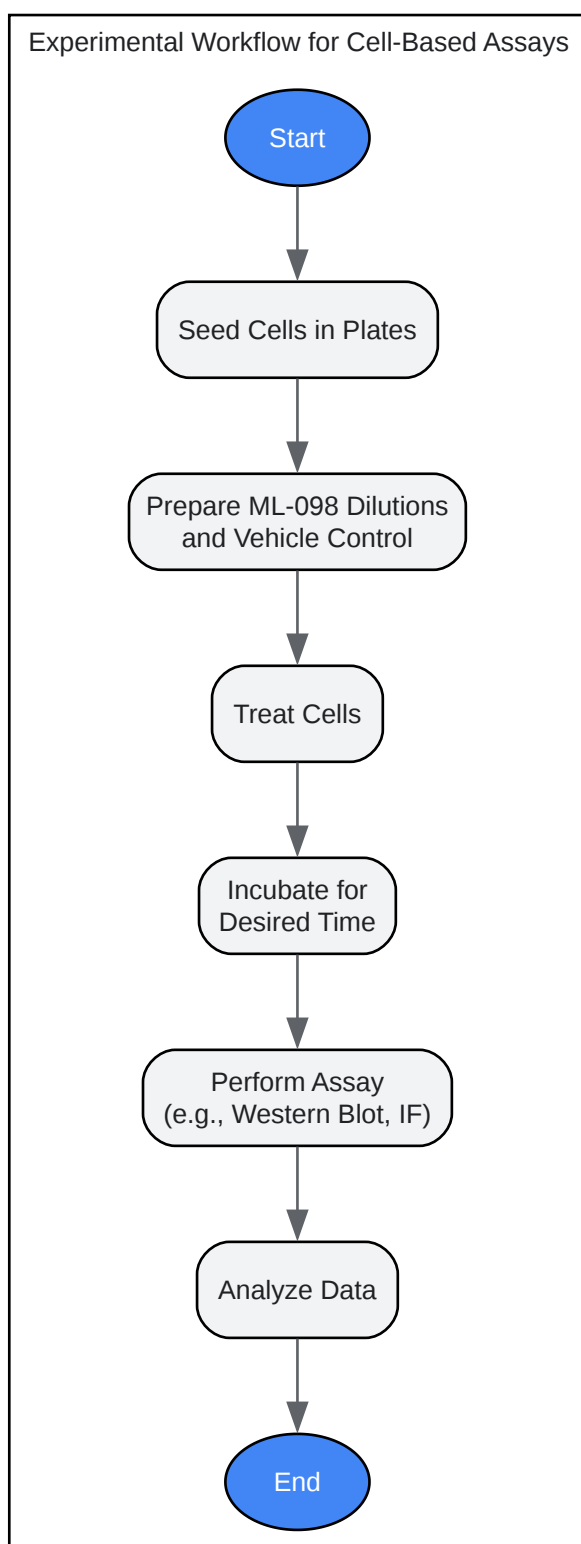 Experimental Workflow for Cell-Based Assays
Start
Seed Cells in Plates
Prepare ML-098 Dilutions
and Vehicle Control
Treat Cells
Incubate for
Desired Time
Perform Assay
(e.g., Western Blot, IF)
Analyze Data
End